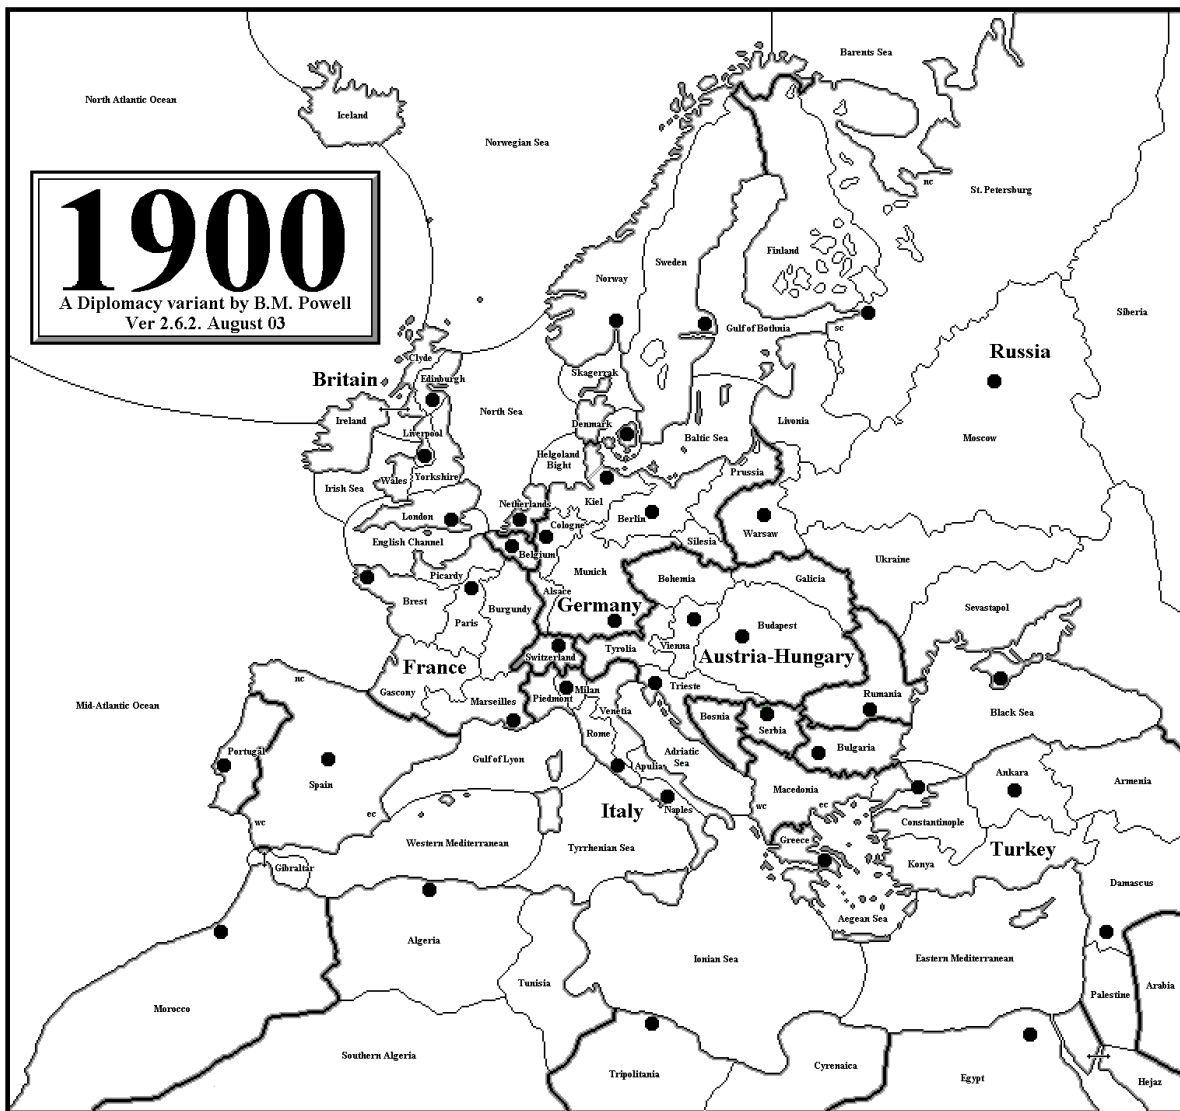 Barents Sea
North Atlantic Ocean
Iceland
Norwegian Sea
nc
St. Petersburg
1900
A Diplomacy variant by B.M. Powell
Ver 2.6.2. August 03
Finland
Sweden
Norway
Siberia
sc
Gulf of Bothnia
Russia
Clyde
Skagerrak
Britain
Edinburgh
North Sea
Ireland
Denmark
Livonia
Liverpool
Baltic Sea
Moscow
Helgoland
Bight
Prussia
Yorkshire
Wales
Irish Sea
Kiel
Netherlands
London
Berlin
Cologne
Warsaw
English Channel
Silesia
Belgium
Ukraine
Munich
Picardy
Bohemia
Galicia
Alsace
Brest
Germany
Burgundy
Sevastapol
Paris
Budapest
Vienna
Tyrolia
Switzerland
Austria-Hungary
France
nc
Trieste
Gascony
Milan
Piedmont
Rumania
Marseilles
Mid-Atlantic Ocean
Venetia
Black Sea
Bosnia
Serbia
Rome
Portugal
Adriatic
Sea
Bulgaria
Gulf of Lyon
Apulia
Ankara
Armenia
Spain
Macedonia
wc
ec
Italy
Naples
ec
wc
Constantinople
Greece
Western Mediterranean
Tyrrhenian Sea
Turkey
Konya
Gibraltar
Damascus
Aegean Sea
Algeria
Ionian Sea
Eastern Mediterranean
Tunisia
Arabia
Palestine
Morocco
Southern Algeria
Cyrenaica
Tripolitania
Egypt
Hejaz